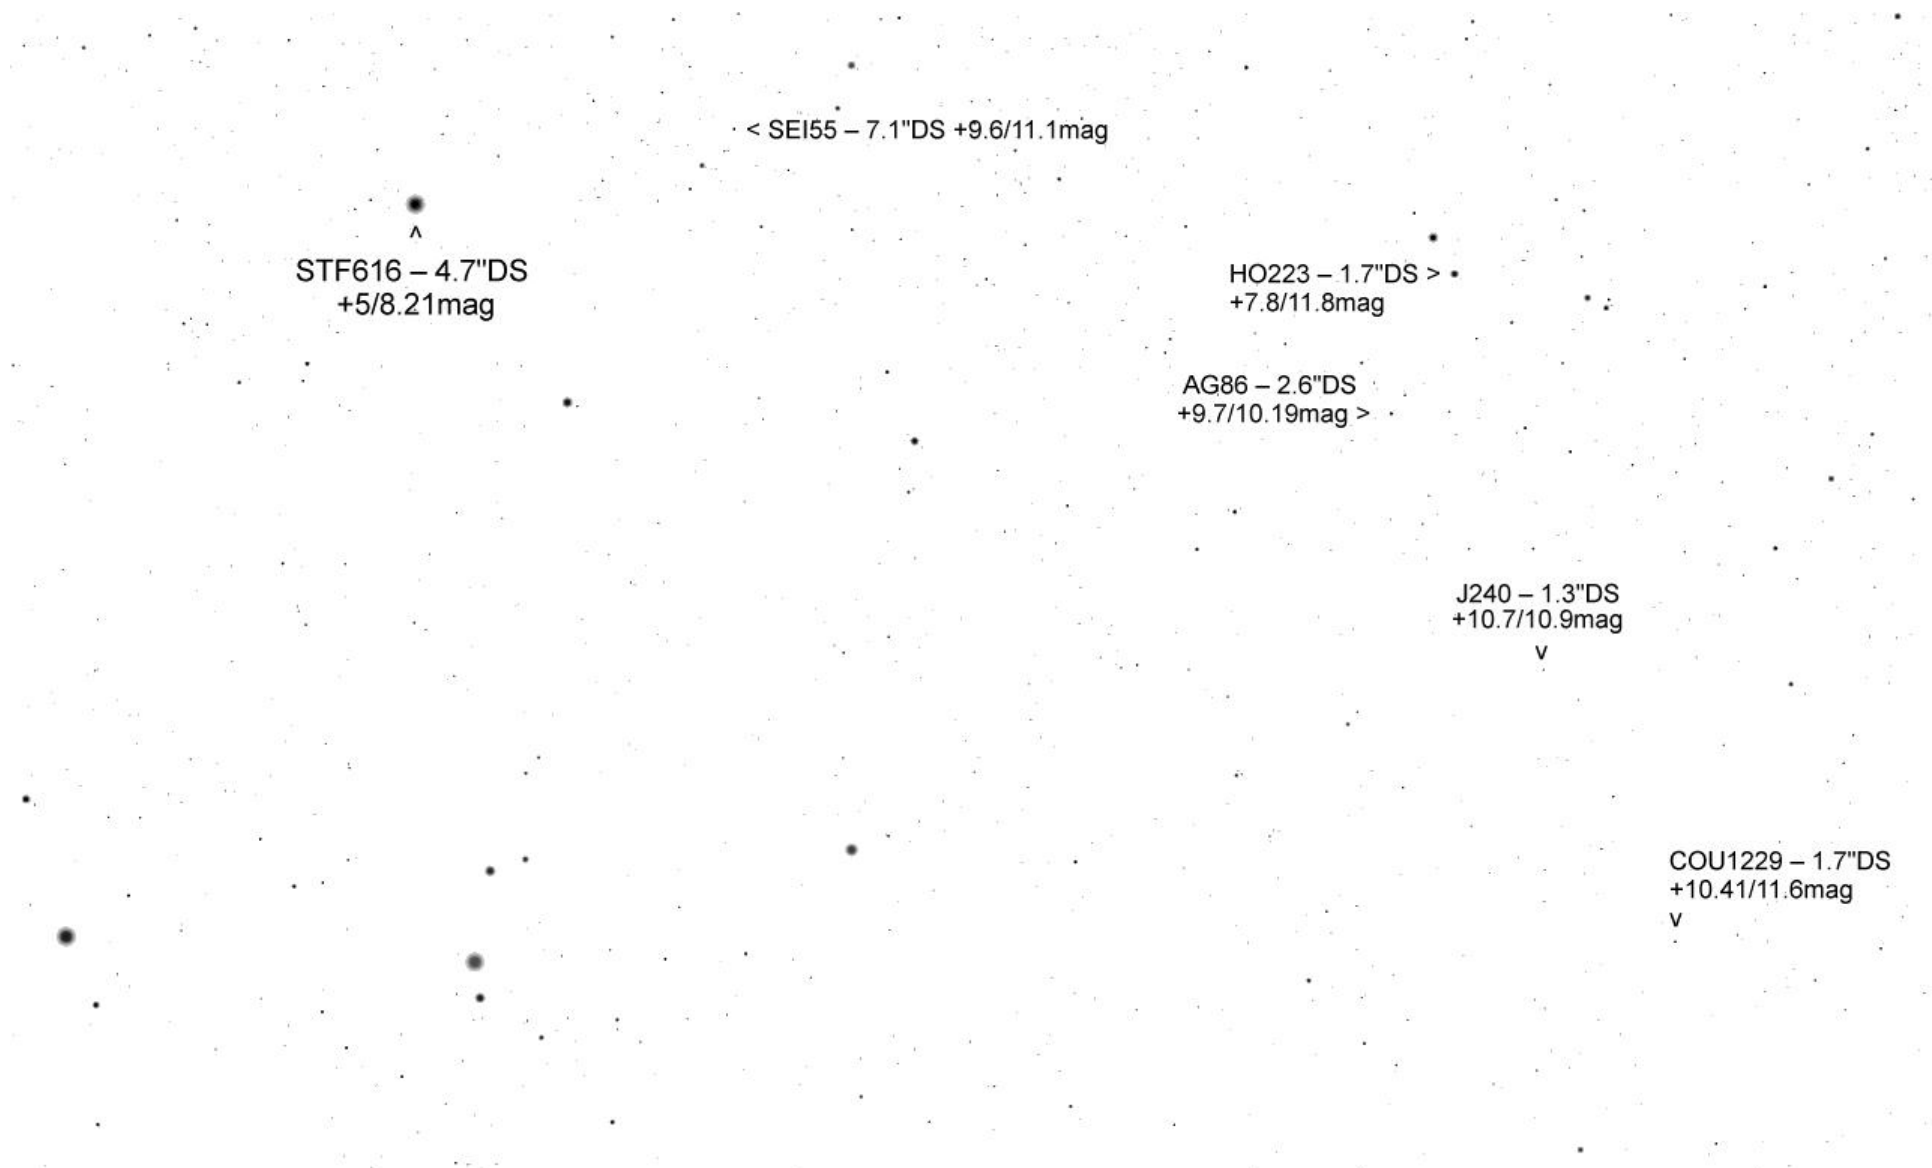 < SEI55 – 7.1"DS +9.6/11.1mag
^
STF616 – 4.7"DS
+5/8.21mag
HO223 – 1.7"DS >
+7.8/11.8mag
AG86 – 2.6"DS
+9.7/10.19mag >
J240 – 1.3"DS
+10.7/10.9mag
v
COU1229 – 1.7"DS
+10.41/11.6mag
v